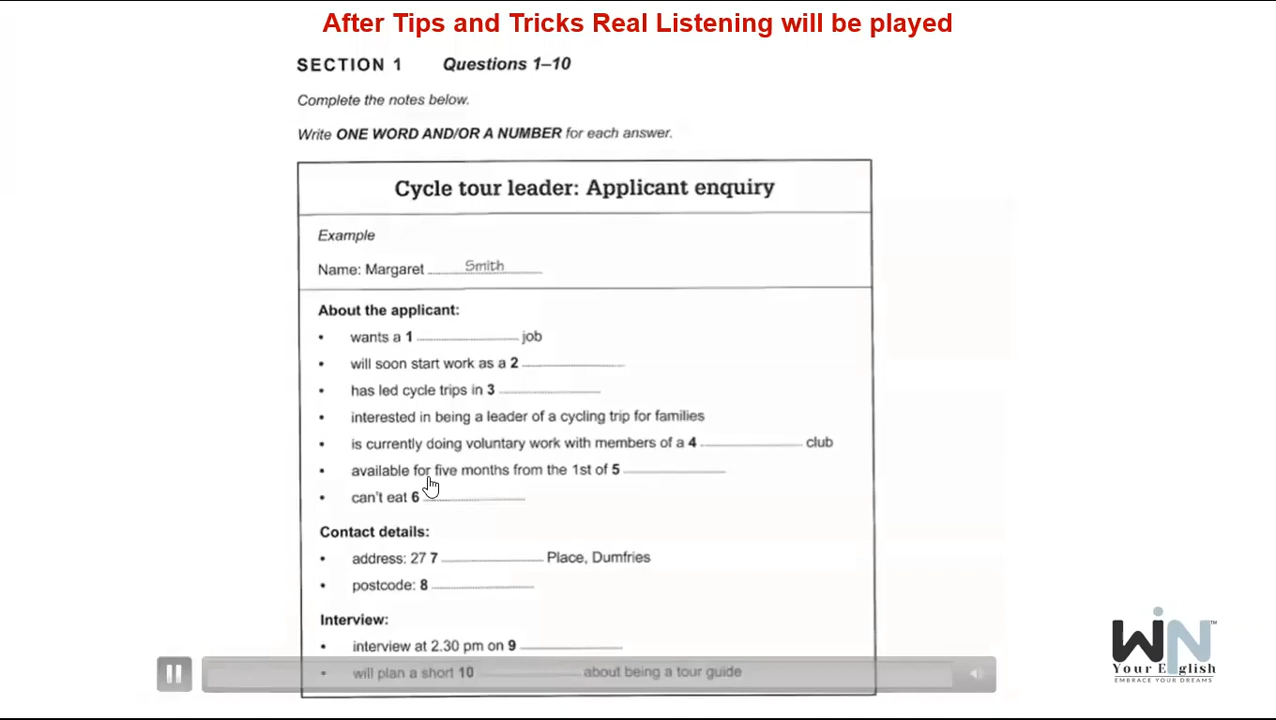 After Tips and Tricks Real Listening will be played
SECTION 1 Questions 1–10
Complete the notes below.
Write ONE WORD AND/OR A NUMBER for each answer.
Cycle tour leader: Applicant enquiry
Example
Name: Margaret Smith
About the applicant:
• wants a 1 job
• will soon start work as a 2
• has led cycle trips in 3
• interested in being a leader of a cycling trip for families
• is currently doing voluntary work with members of a 4 club
• available for five months from the 1st of 5
• can't eat 6
Contact details:
• address: 27 7 Place, Dumfries
• postcode: 8
Interview:
• interview at 2.30 pm on 9
• will plan a short 10 about being a tour guide
WiN™
Your English
EMBRACE YOUR DREAMS